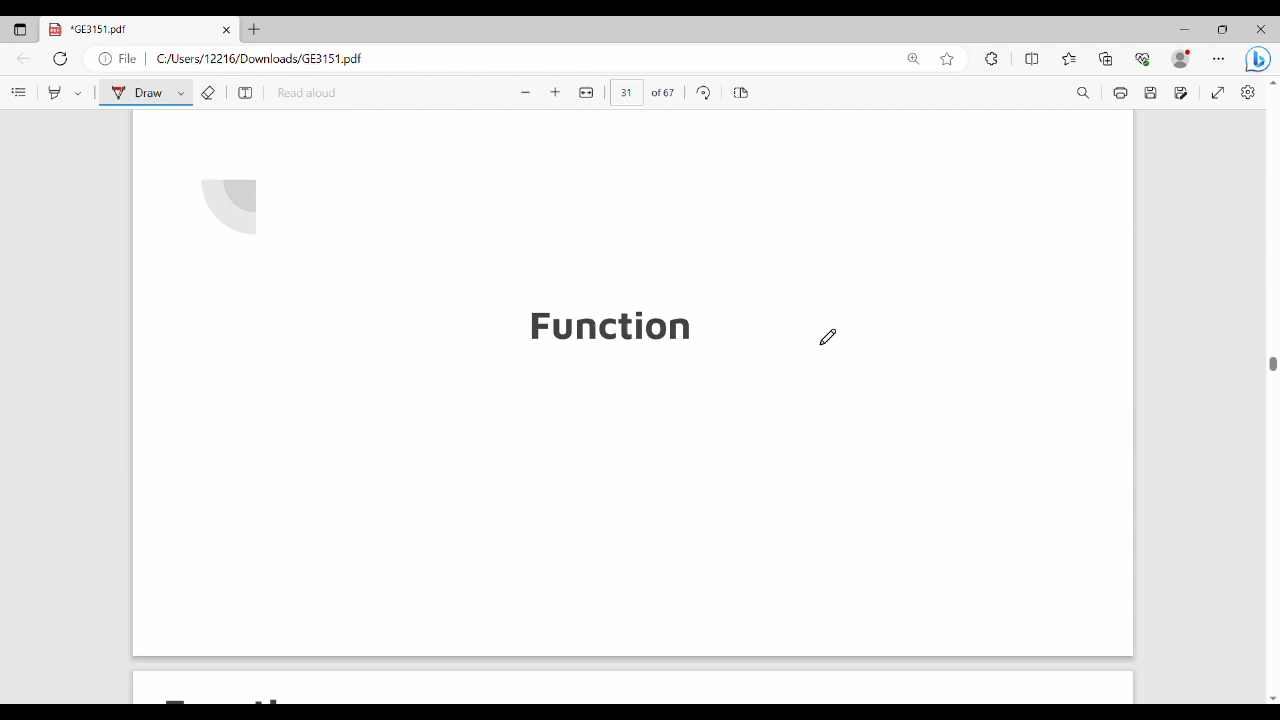 *GE3151.pdf
File
C:/Users/12216/Downloads/GE3151.pdf
Draw
Read aloud
31
of 67
Function